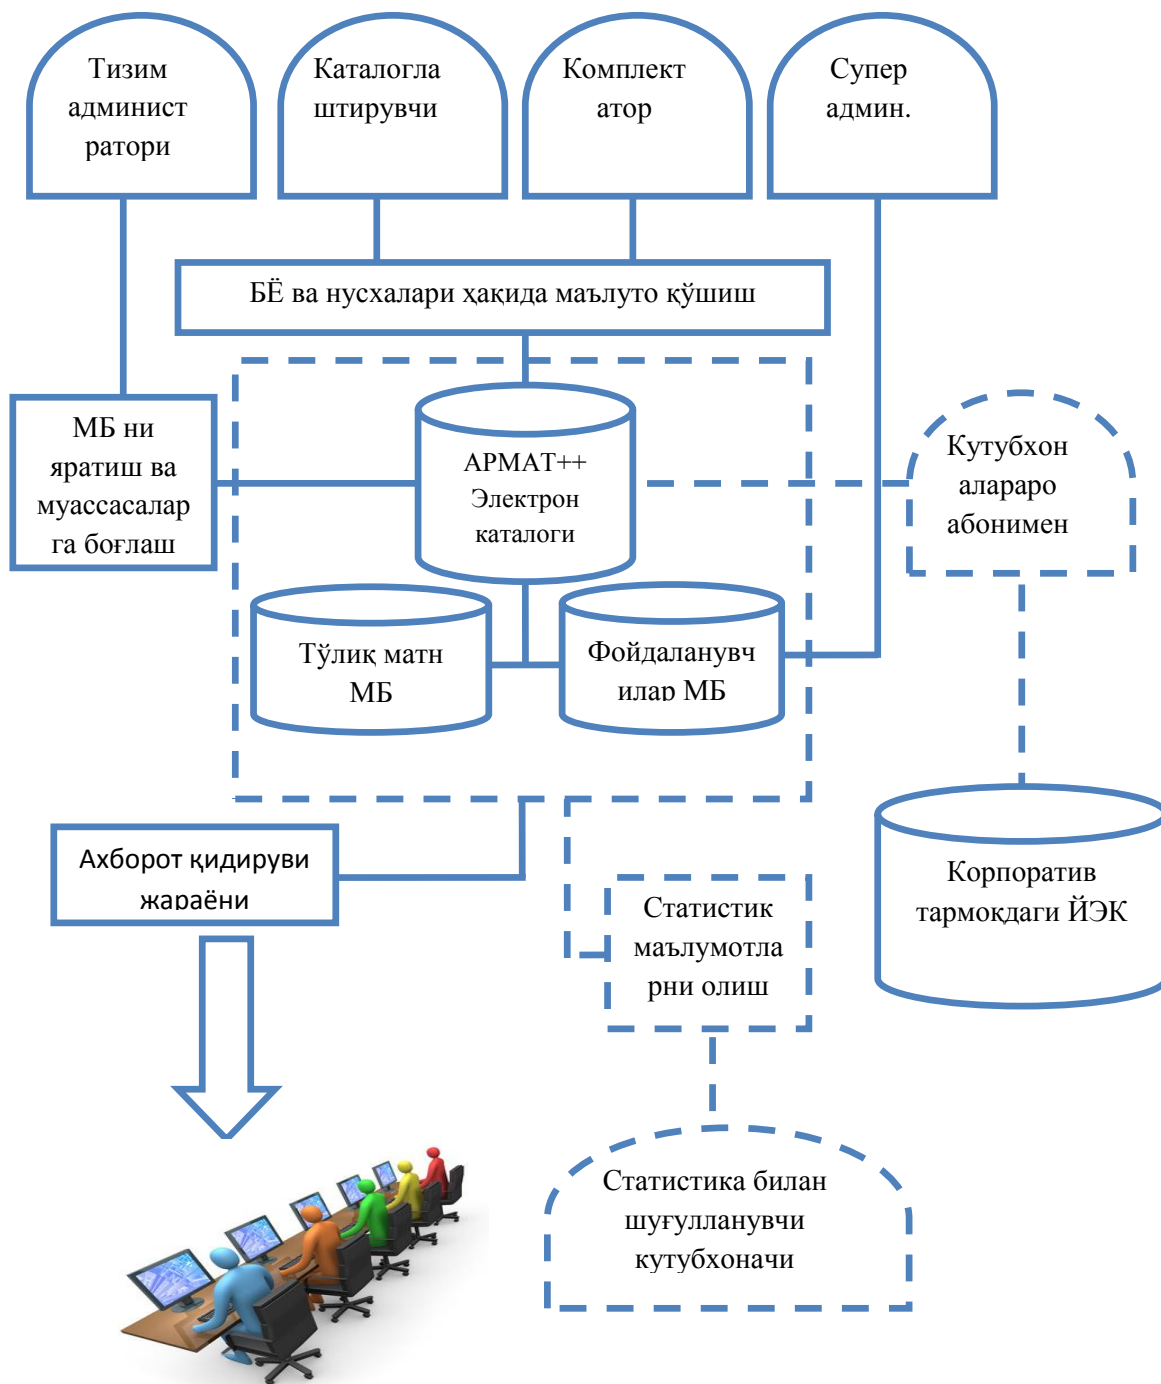 Тизим
админист
ратори
Каталогла
штирувчи
Комплект
атор
Супер
админ.
БЁ ва нусхалари ҳақида маълуто қўшиш
МБ ни
яратиш ва
муассасалар
га боғлаш
АРМАТ++
Электрон
каталоги
Кутубхон
алараро
абонимен
Тўлиқ матн
МБ
Фойдаланувч
илар МБ
Ахборот қидируви
жараёни
Статистик
маълумотла
рни олиш
Корпоратив
тармоқдаги ЙЭК
Статистика билан
шуғулланувчи
кутубхоначи